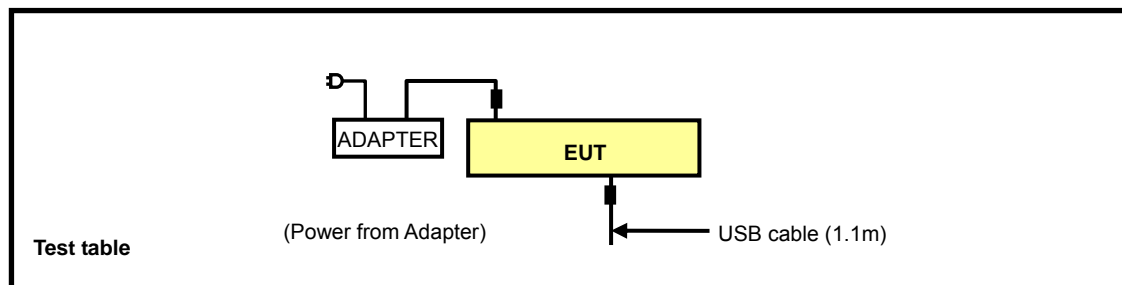 ADAPTER
EUT
(Power from Adapter)
USB cable (1.1m)
Test table